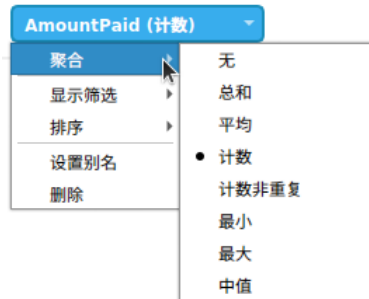 AmountPaid (计数)
聚合
显示筛选
排序
设置别名
删除
无
总和
平均
计数
计数非重复
最小
最大
中值